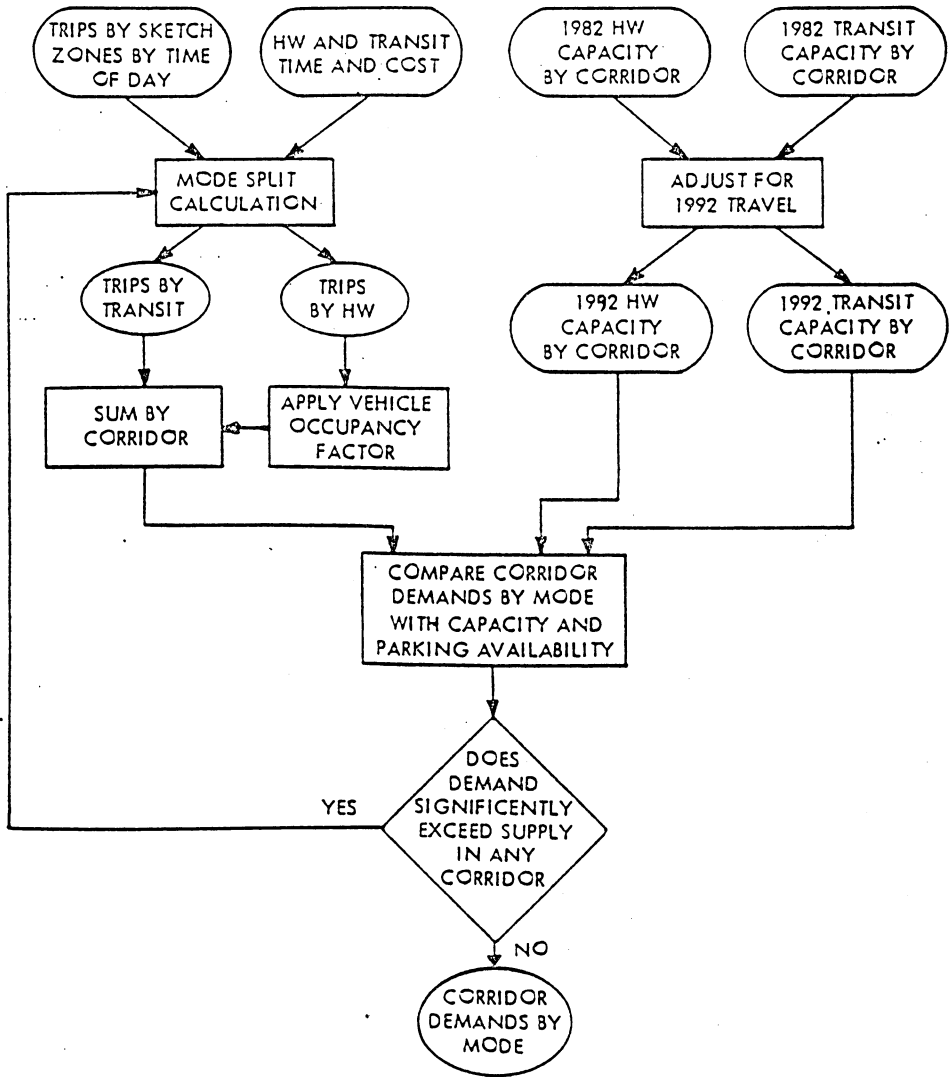 TRIPS BY SKETCH
ZONES BY TIME
OF DAY
HW AND TRANSIT
TIME AND COST
1982 HW
CAPACITY
BY CORRIDOR
1982 TRANSIT
CAPACITY BY
CORRIDOR
MODE SPLIT
CALCULATION
ADJUST FOR
1992 TRAVEL
TRIPS BY
TRANSIT
TRIPS
BY HW
1992 HW
CAPACITY
BY CORRIDOR
1992 TRANSIT
CAPACITY BY
CORRIDOR
SUM BY
CORRIDOR
APPLY VEHICLE
OCCUPANCY
FACTOR
COMPARE CORRIDOR
DEMANDS BY MODE
WITH CAPACITY AND
PARKING AVAILABILITY
DOES
DEMAND
SIGNIFICENTLY
EXCEED SUPPLY
IN ANY
CORRIDOR
YES
NO
CORRIDOR
DEMANDS BY
MODE